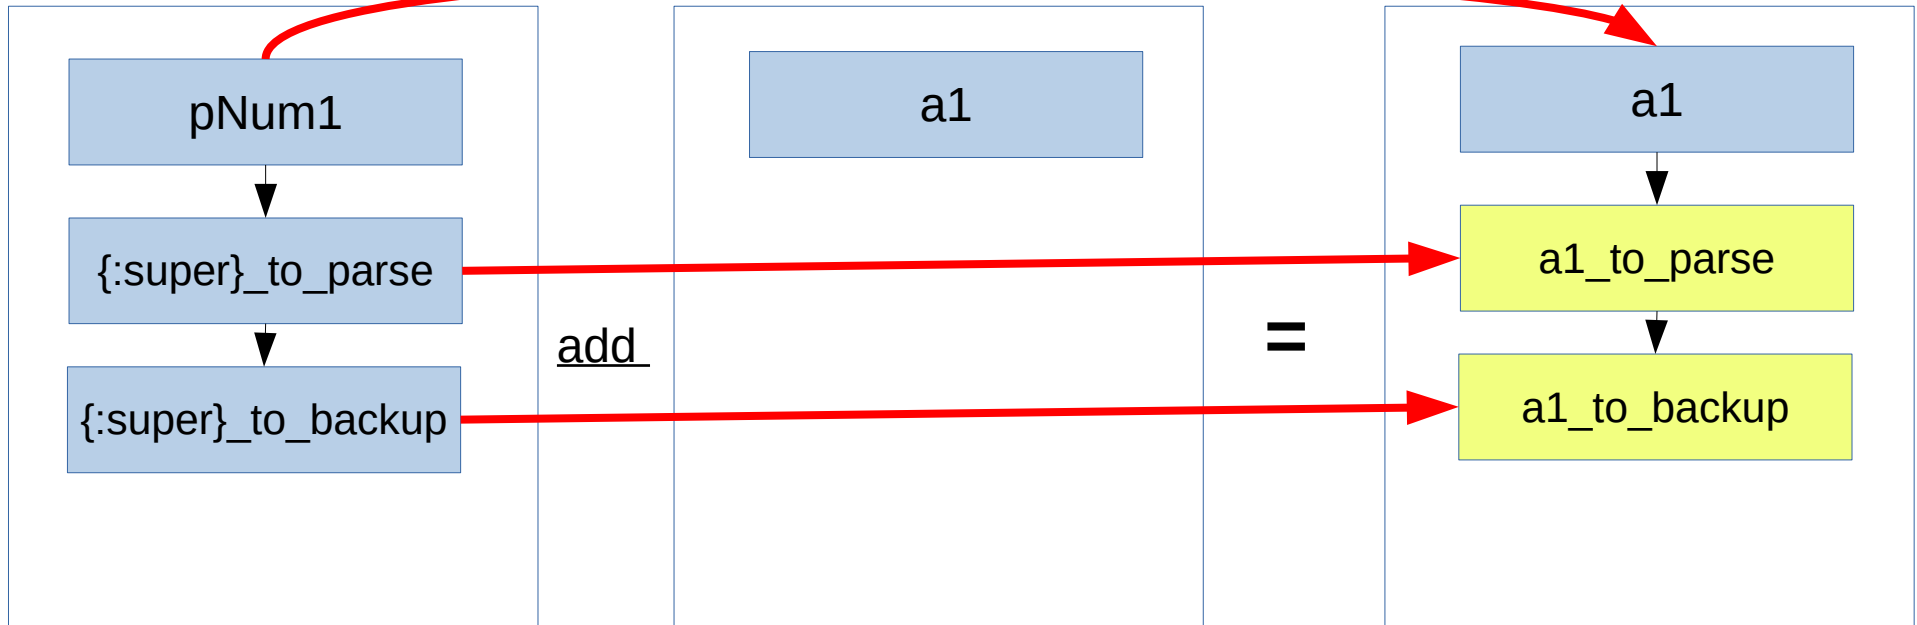 pNum1
{:super}_to_parse
{:super}_to_backup
add
a1
=
a1
a1_to_parse
a1_to_backup